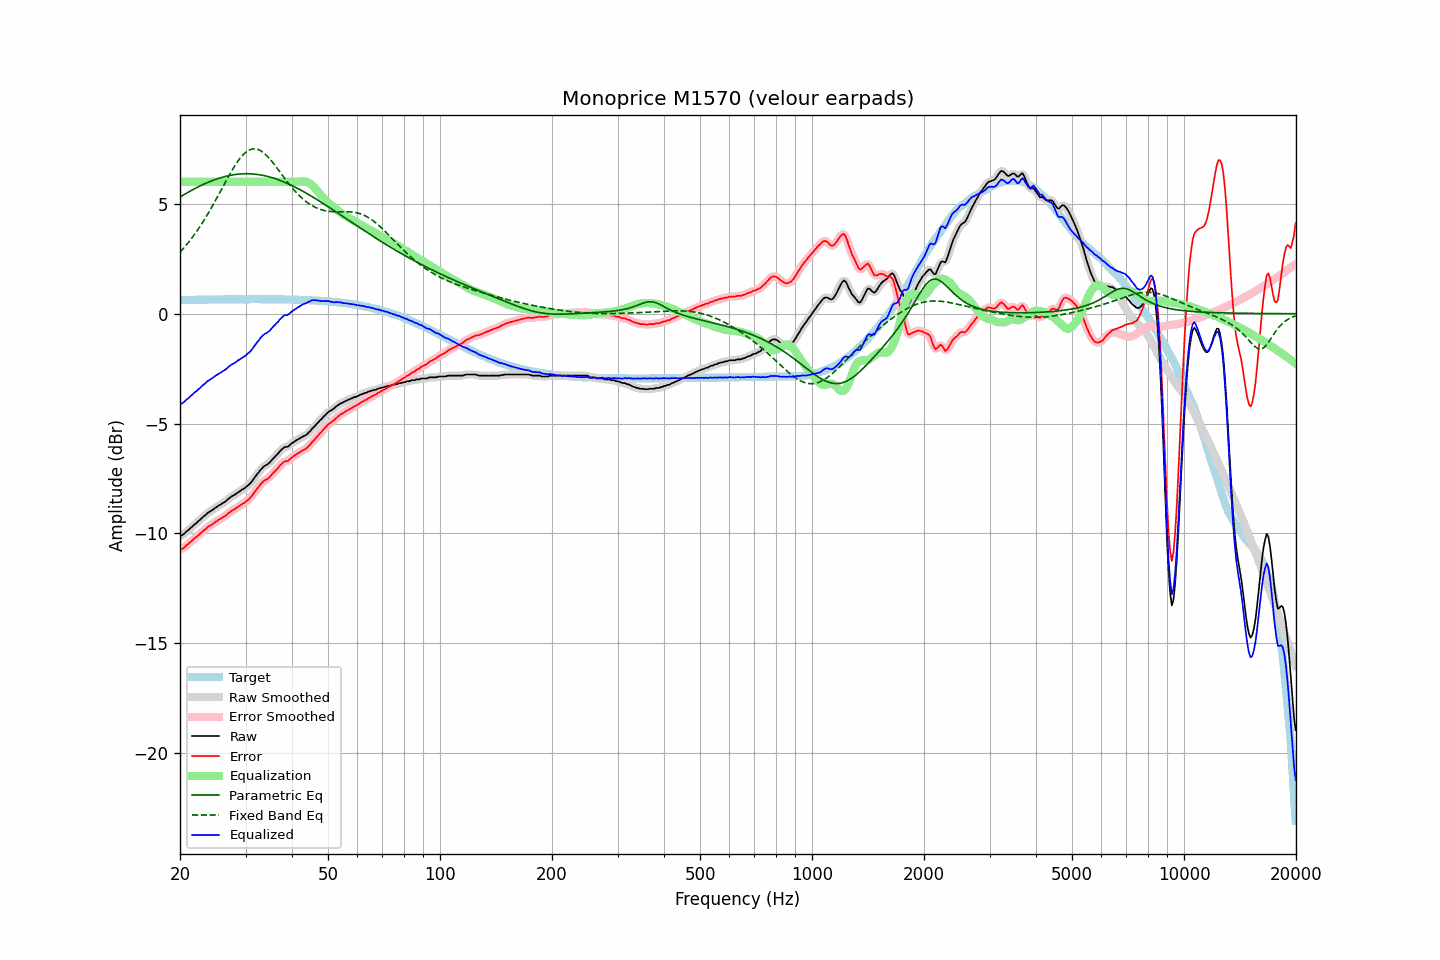 Monoprice M1570 (velour earpads)
Amplitude (dBr)
5
0
−5
−10
−15
−20
Target
Raw Smoothed
Error Smoothed
Raw
Error
Equalization
Parametric Eq
Fixed Band Eq
Equalized
20 50 100 200 500 1000 2000 5000 10000 20000
Frequency (Hz)